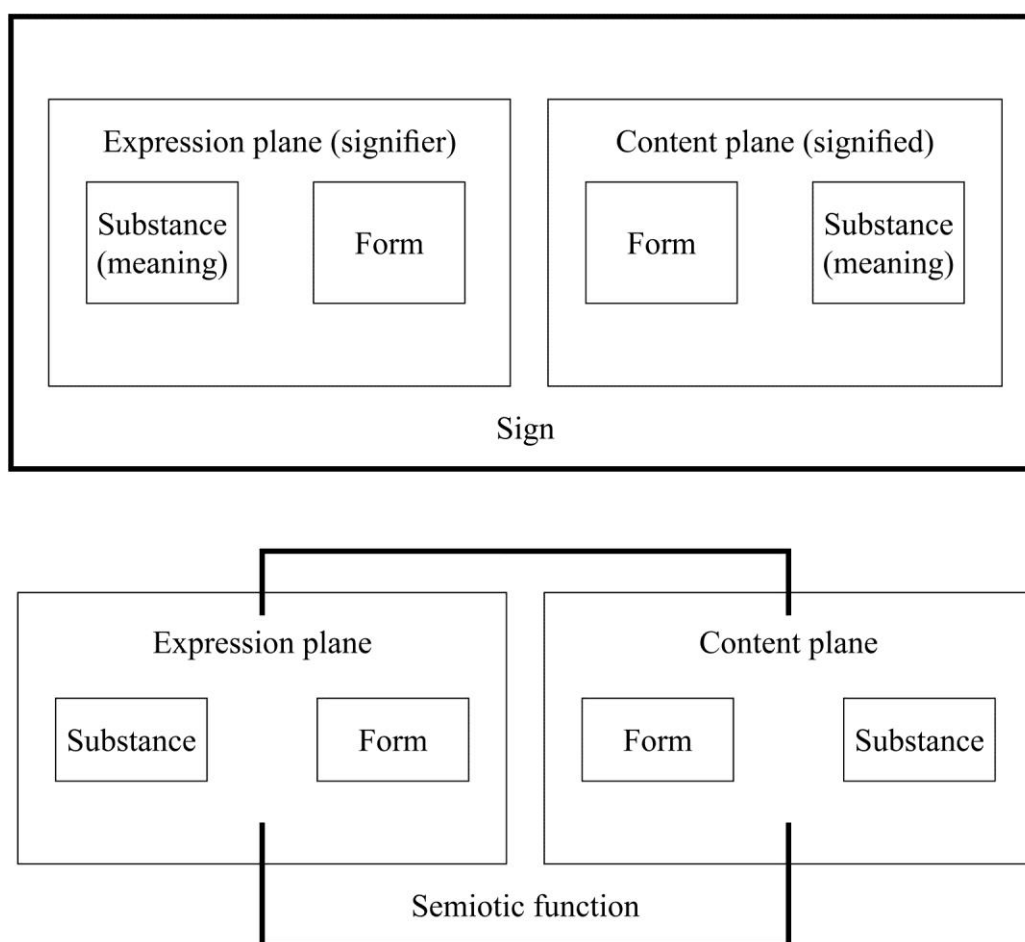 Expression plane (signifier)
Content plane (signified)
Substance
(meaning)
Form
Form
Substance
(meaning)
Sign
Expression plane
Content plane
Substance
Form
Form
Substance
Semiotic function